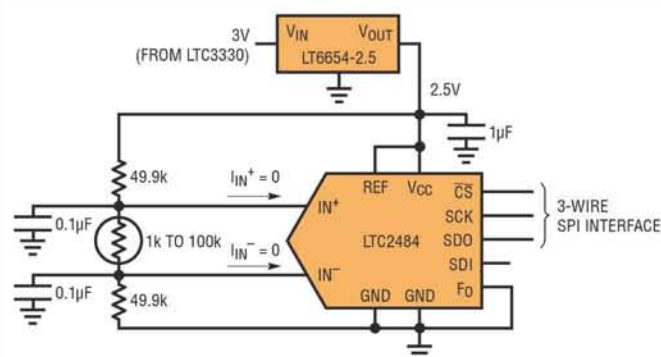 3V
(FROM LTC3330)
VIN
VOUT
LT6654-2.5
2.5V
1µF
49.9k
IIN+ = 0
REF
VCC
CS
IN+
SCK
3-WIRE
SPI INTERFACE
0.1µF
1k TO 100k
LTC2484
SDO
IIN– = 0
SDI
IN–
0.1µF
49.9k
GND
GND
FO